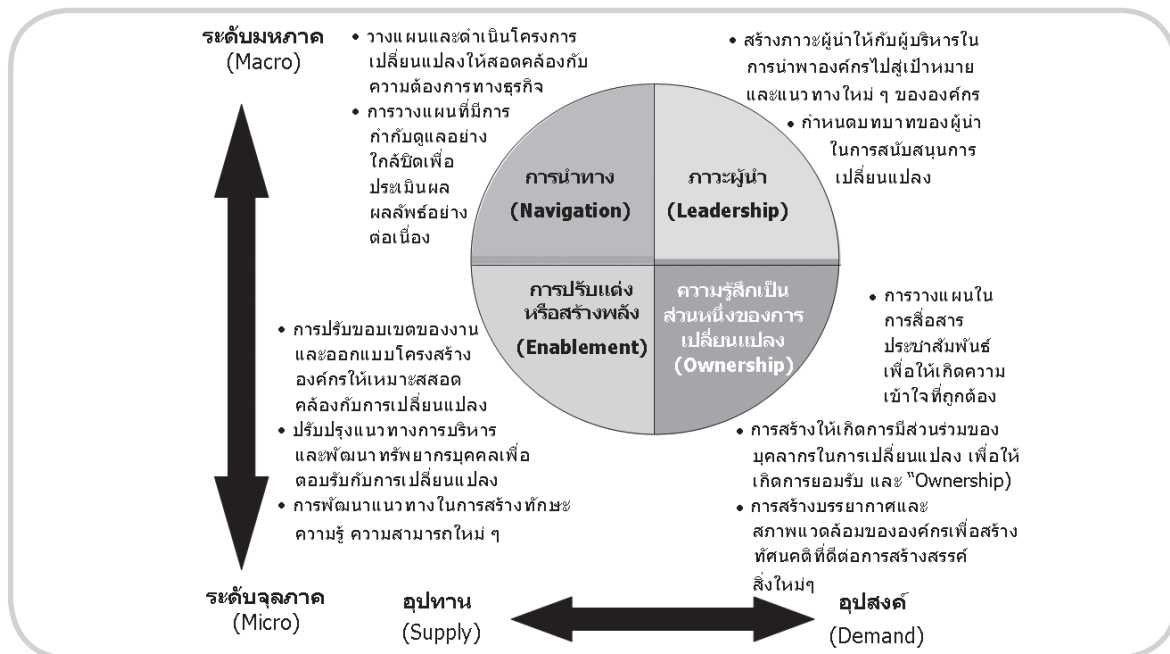 ระดับมหภาค
(Macro)
• วางแผนและดำเนินโครงการ
เปลี่ยนแปลงให้สอดคล้องกับ
ความต้องการทางธุรกิจ
• การวางแผนที่มีการ
กำกับดูแลอย่าง
ใกล้ชิดเพื่อ
ประเมินผล
ผลลัพธ์อย่าง
ต่อเนื่อง
การนำทาง
(Navigation)
ภาวะผู้นำ
(Leadership)
• สร้างภาวะผู้นำให้กับผู้บริหารใน
การนำพาองค์กรไปสู่เป้าหมาย
และแนวทางใหม่ ๆ ขององค์กร
• กำหนดบทบาทของผู้นำ
ในการสนับสนุนการ
เปลี่ยนแปลง
การปรับแต่ง
หรือสร้างพลัง
(Enablement)
ความรู้สึกเป็น
ส่วนหนึ่งของการ
เปลี่ยนแปลง
(Ownership)
• การปรับขอบเขตของงาน
และออกแบบโครงสร้าง
องค์กรให้เหมาะสสอด
คล้องกับการเปลี่ยนแปลง
• ปรับปรุงแนวทางการบริหาร
และพัฒนาทรัพยากรบุคคลเพื่อ
ตอบรับกับการเปลี่ยนแปลง
• การพัฒนาแนวทางในการสร้างทักษะ
ความรู้ ความสามารถใหม่ ๆ
• การวางแผนใน
การสื่อสาร
ประชาสัมพันธ์
เพื่อให้เกิดความ
เข้าใจที่ถูกต้อง
• การสร้างให้เกิดการมีส่วนร่วมของ
บุคลากรในการเปลี่ยนแปลง เพื่อให้
เกิดการยอมรับ และ “Ownership)
• การสร้างบรรยากาศและ
สภาพแวดล้อมขององค์กรเพื่อสร้าง
ทัศนคติที่ดีต่อการสร้างสรรค์
สิ่งใหม่ๆ
ระดับจุลภาค
(Micro)
อุปทาน
(Supply)
อุปสงค์
(Demand)